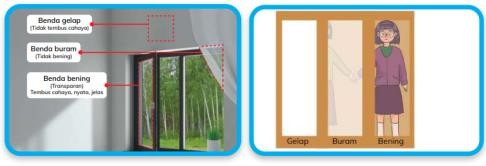 Benda gelap
(Tidak tembus cahaya)
Benda buram
(Tidak bening)
Benda bening
(Transparan)
Tembus cahaya, nyata, jelas
Gelap Buram Bening